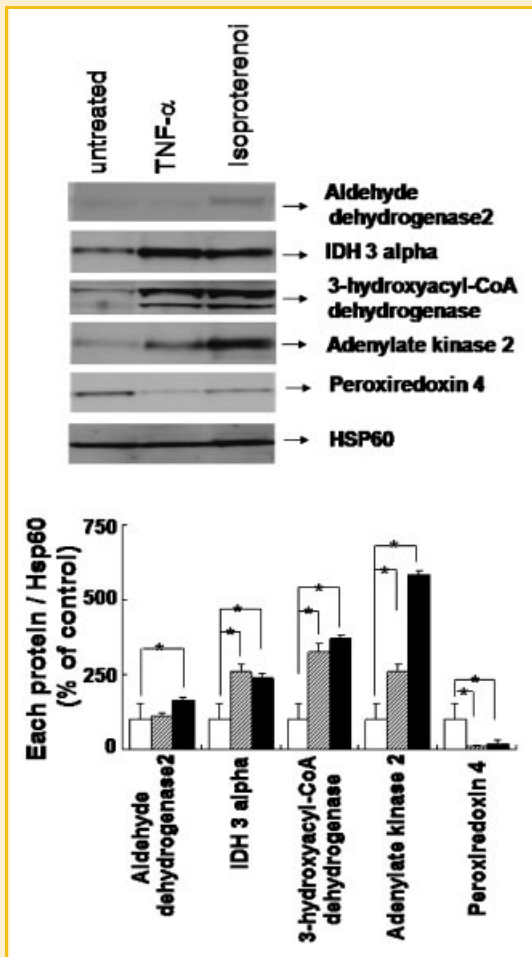 untreated
TNF-α
Isoproterenol
Aldehyde
dehydrogenase2
IDH 3 alpha
3-hydroxyacyl-CoA
dehydrogenase
Adenylate kinase 2
Peroxiredoxin 4
HSP60
Each protein / Hsp60
(% of control)
750
500
250
0
* 
* *
* *
* *
* *
Aldehyde
dehydrogenase2
IDH 3 alpha
3-hydroxyacyl-CoA
dehydrogenase
Adenylate kinase 2
Peroxiredoxin 4